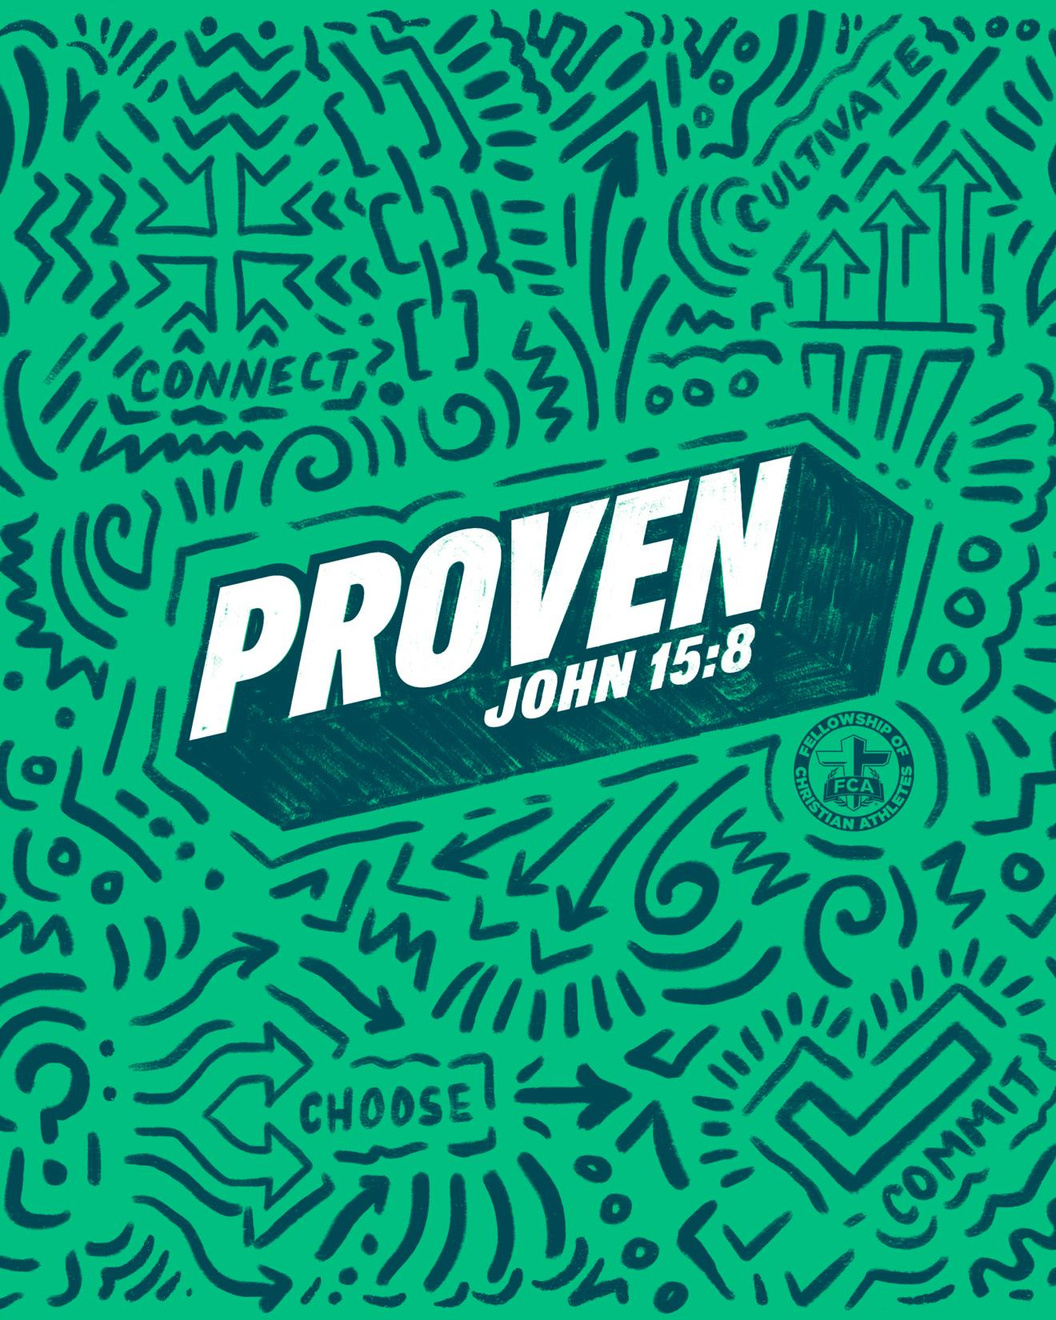 CULTIVATE
CONNECT
PROVEN
JOHN 15:8
FELLOWSHIP OF
FCA
CHRISTIAN ATHLETES
?
CHOOSE
COMMIT